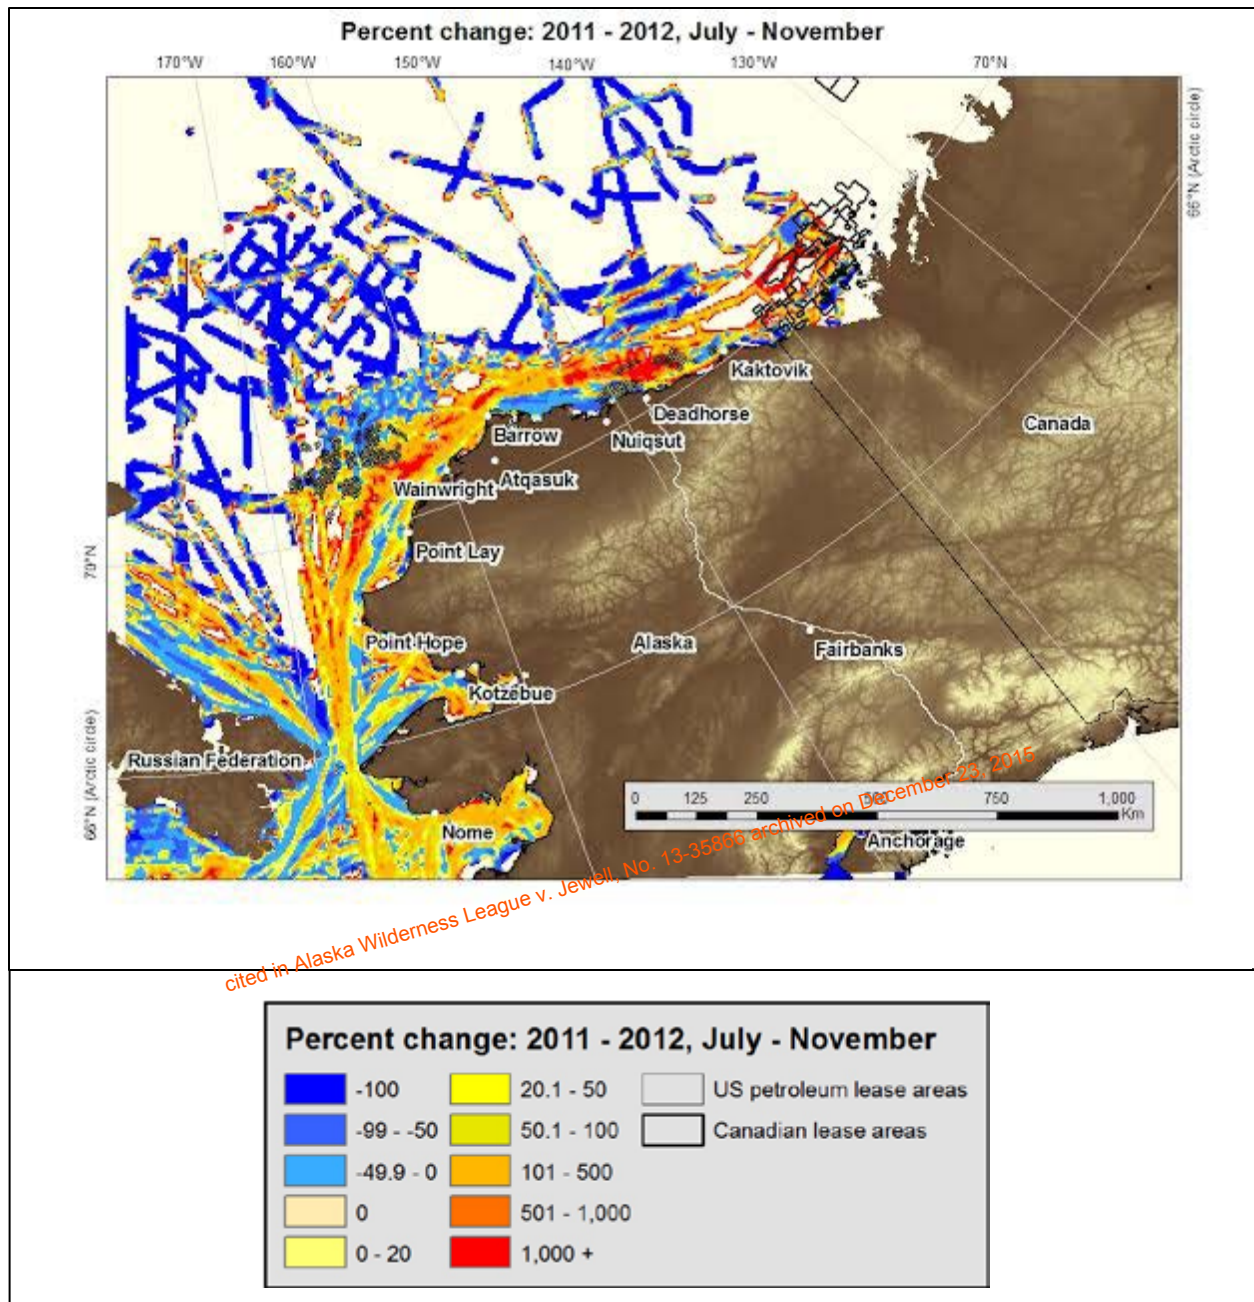 Percent change: 2011 - 2012, July - November
170°W 160°W 150°W 140°W 130°W 70°N
66°N (Arctic circle)
Kaktovik
Deadhorse
Canada
Barrow
Nuiqsut
Atqasuk
Wainwright
Point Lay
70°N
Point Hope
Alaska
Fairbanks
Kotzebue
66°N (Arctic circle)
Russian Federation
0 125 250 500 750 1,000
Km
Nome
Anchorage
cited in Alaska Wilderness League v. Jewell, No. 13-35866 archived on December 23, 2015
Percent change: 2011 - 2012, July - November
-100 20.1 - 50 US petroleum lease areas
-99 - -50 50.1 - 100 Canadian lease areas
-49.9 - 0 101 - 500
0 501 - 1,000
0 - 20 1,000 +